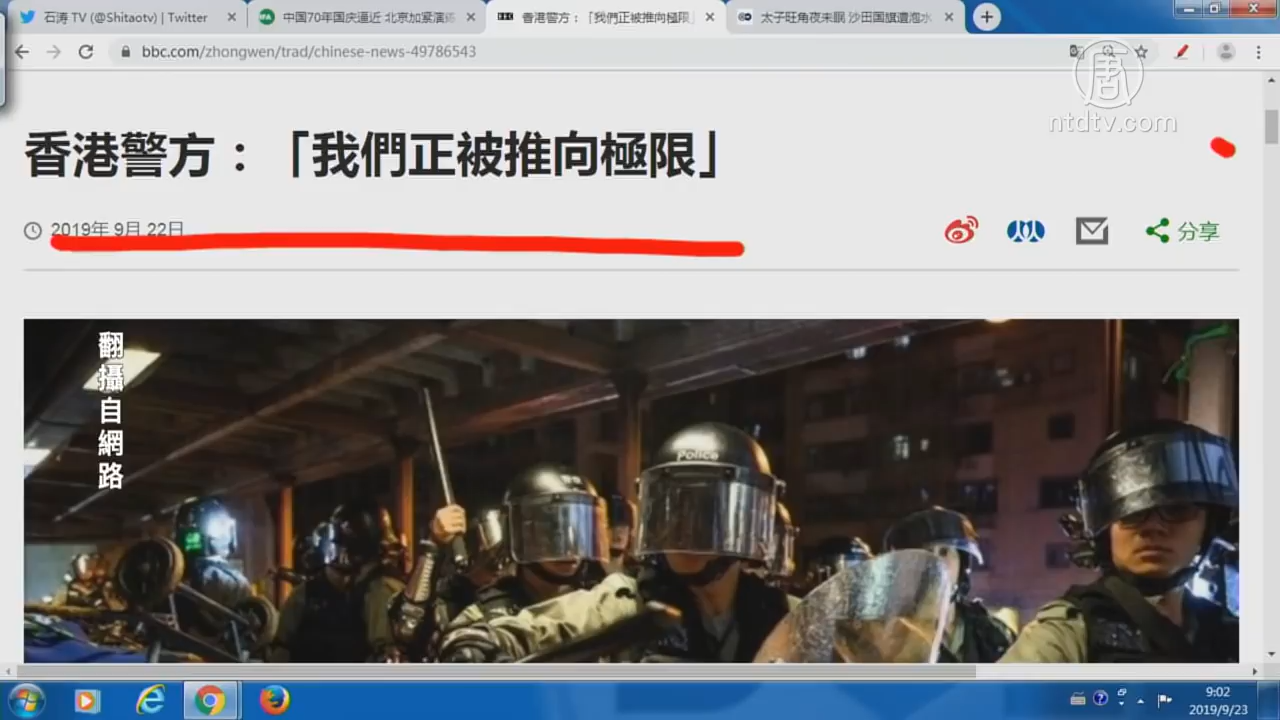 石涛 TV (@Shitaotv) | Twitter
中国70年国庆逼近 北京加紧演
香港警方：「我們正被推向極限」
太子旺角夜未眠 沙田国旗遭泡水
bbc.com/zhongwen/trad/chinese-news-49786543
唐
ntdtv.com
香港警方：「我們正被推向極限」
2019年 9月 22日
分享
翻攝自網路
Police
9:02
2019/9/23